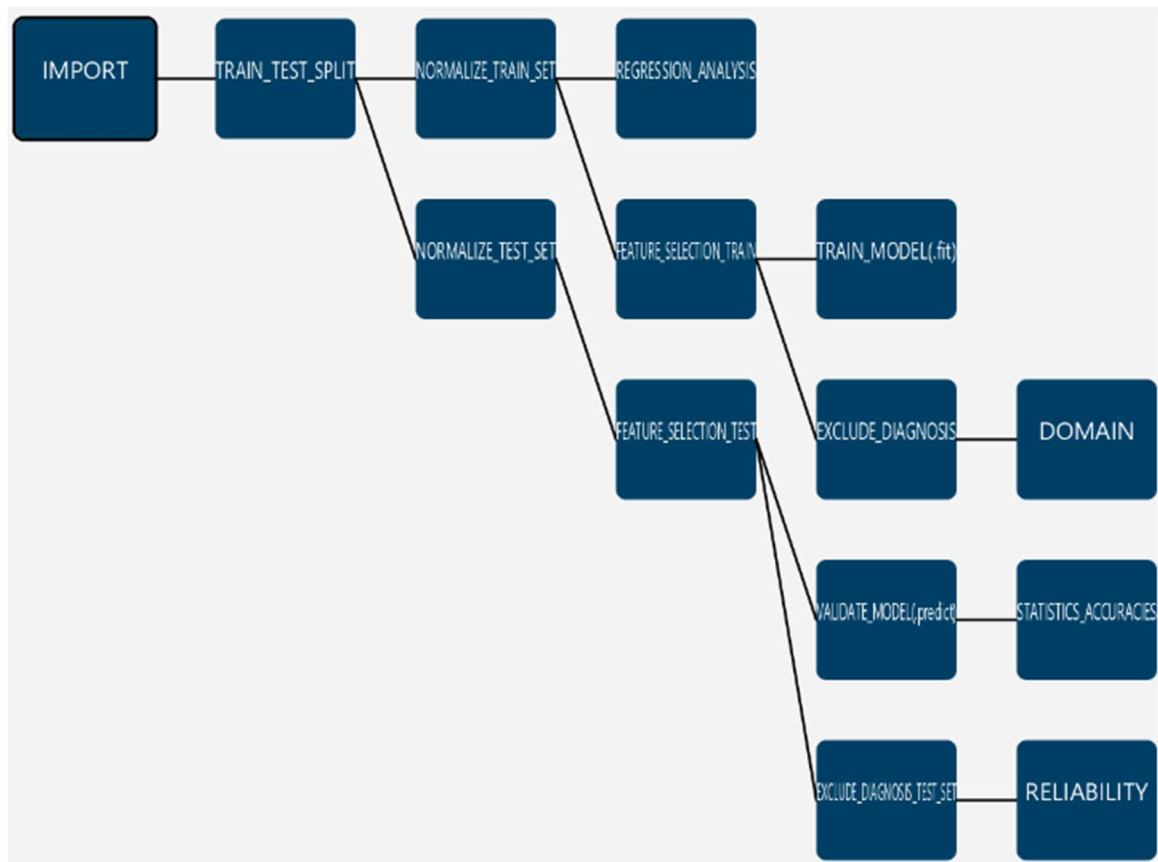 IMPORT
TRAIN_TEST_SPLIT
NORMALIZE_TRAIN_SET
REGRESSION_ANALYSIS
NORMALIZE_TEST_SET
FEATURE_SELECTION_TRAIN
TRAIN_MODEL(.fit)
FEATURE_SELECTION_TEST
EXCLUDE_DIAGNOSIS
DOMAIN
VALIDATE_MODEL(.predict)
STATISTICS_ACCURACIES
EXCLUDE_DIAGNOSIS_TEST_SET
RELIABILITY